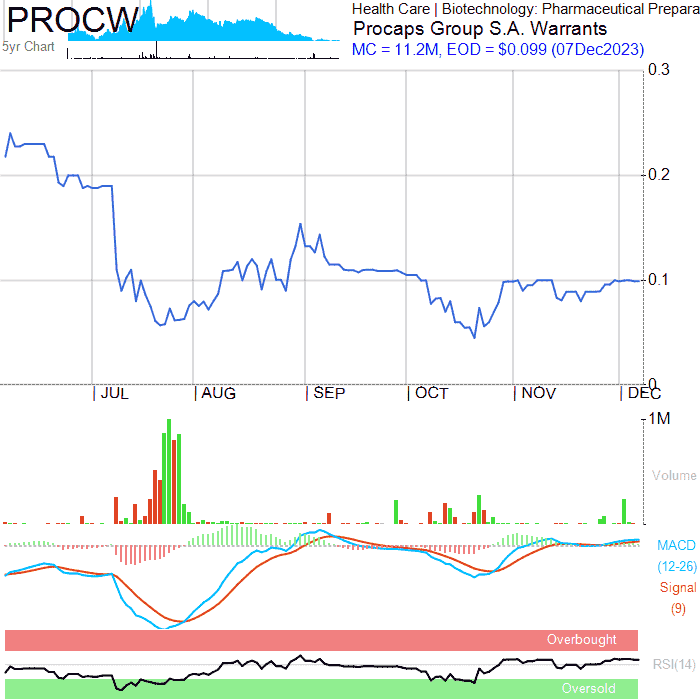 PROCW
5yr Chart
Health Care | Biotechnology: Pharmaceutical Prepara
Procaps Group S.A. Warrants
MC = 11.2M, EOD = $0.099 (07Dec2023)
0.3
0.2
0.1
0
JUL AUG SEP OCT NOV DEC
1M
Volume
MACD
(12-26)
Signal
(9)
Overbought
RSI(14)
Oversold